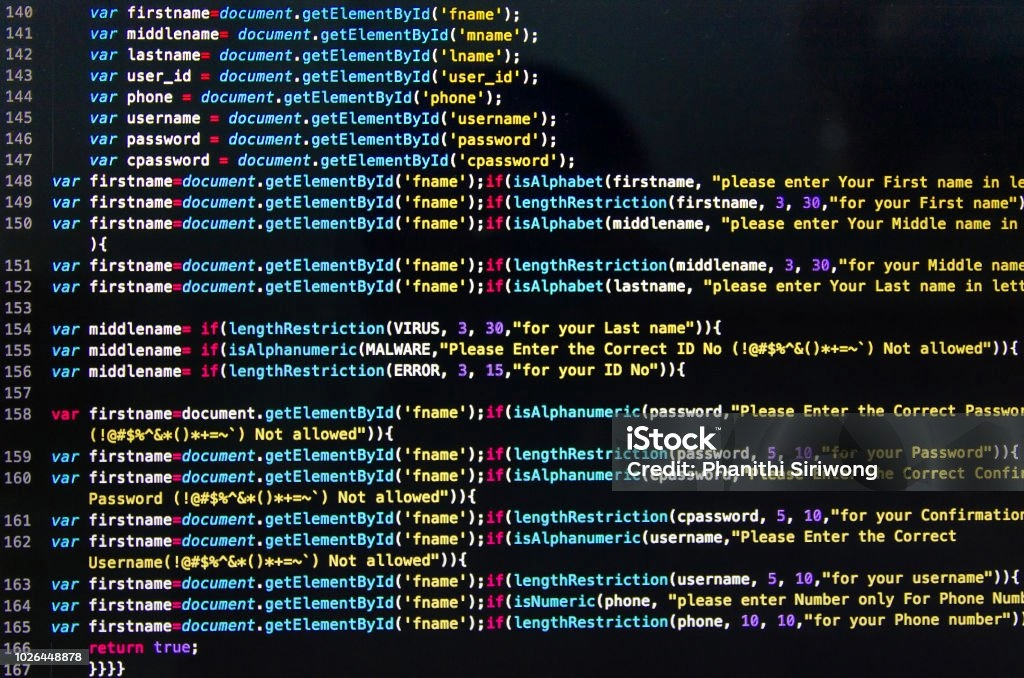 140 var firstname=document.getElementById('fname');
141 var middlename= document.getElementById('mname');
142 var lastname= document.getElementById('lname');
143 var user_id = document.getElementById('user_id');
144 var phone = document.getElementById('phone');
145 var username = document.getElementById('username');
146 var password = document.getElementById('password');
147 var cpassword = document.getElementById('cpassword');
148 var firstname=document.getElementById('fname');if(isAlphabet(firstname, "please enter Your First name in le
149 var firstname=document.getElementById('fname');if(lengthRestriction(firstname, 3, 30,"for your First name")
150 var firstname=document.getElementById('fname');if(isAlphabet(middlename, "please enter Your Middle name in
){
151 var firstname=document.getElementById('fname');if(lengthRestriction(middlename, 3, 30,"for your Middle name
152 var firstname=document.getElementById('fname');if(isAlphabet(lastname, "please enter Your Last name in lett
153
154 var middlename= if(lengthRestriction(VIRUS, 3, 30,"for your Last name")){
155 var middlename= if(isAlphanumeric(MALWARE,"Please Enter the Correct ID No (!@#$%^&()*+=~`) Not allowed")){
156 var middlename= if(lengthRestriction(ERROR, 3, 15,"for your ID No")){
157
158 var firstname=document.getElementById('fname');if(isAlphanumeric(password,"Please Enter the Correct Passwor
(!@#$%^&*()*+=~`) Not allowed")){
159 var firstname=document.getElementById('fname');if(lengthRestriction(password, 5, 10,"for your Password")){
160 var firstname=document.getElementById('fname');if(isAlphanumeric(cpassword,"Please Enter the Correct Confir
Password (!@#$%^&*()*+=~`) Not allowed")){
161 var firstname=document.getElementById('fname');if(lengthRestriction(cpassword, 5, 10,"for your Confirmation
162 var firstname=document.getElementById('fname');if(isAlphanumeric(username,"Please Enter the Correct
Username(!@#$%^&*()*+=~`) Not allowed")){
163 var firstname=document.getElementById('fname');if(lengthRestriction(username, 5, 10,"for your username")){
164 var firstname=document.getElementById('fname');if(isNumeric(phone, "please enter Number only For Phone Numb
165 var firstname=document.getElementById('fname');if(lengthRestriction(phone, 10, 10,"for your Phone number"))
166 return true;
167 }}}}
iStock™
Credit: Phanithi Siriwong
1026448878